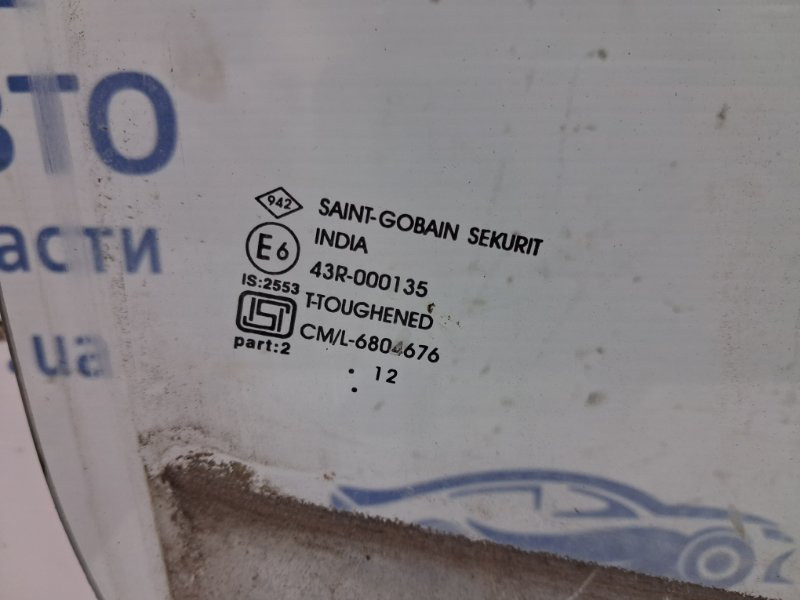 ВТО
асти
.ua
942
SAINT-GOBAIN SEKURIT
E6
INDIA
43R-000135
IS:2553
T-TOUGHENED
ISI
CM/L-6804676
part:2
12